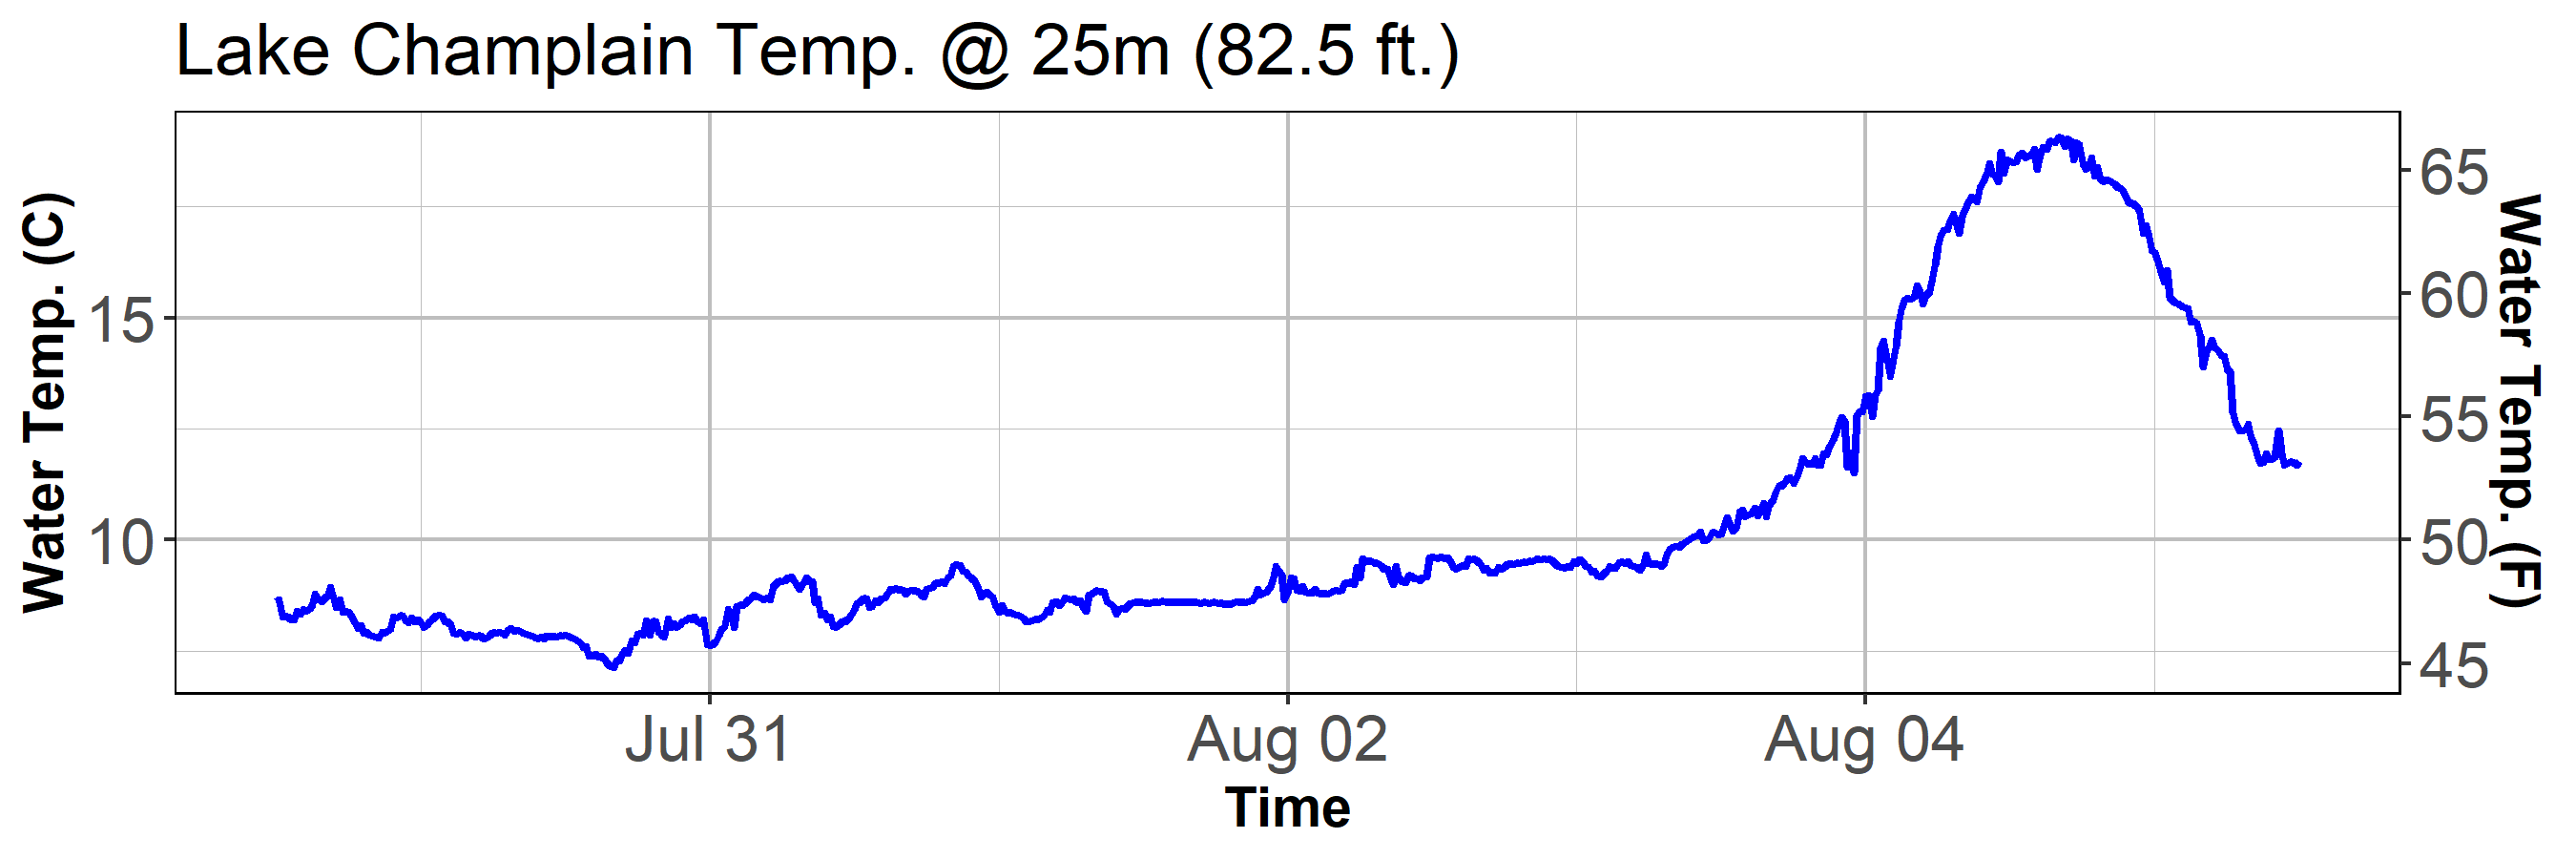 Lake Champlain Temp. @ 25m (82.5 ft.)
Water Temp. (C)
15
10
65
60
55
50
45
Water Temp. (F)
Jul 31
Aug 02
Aug 04
Time